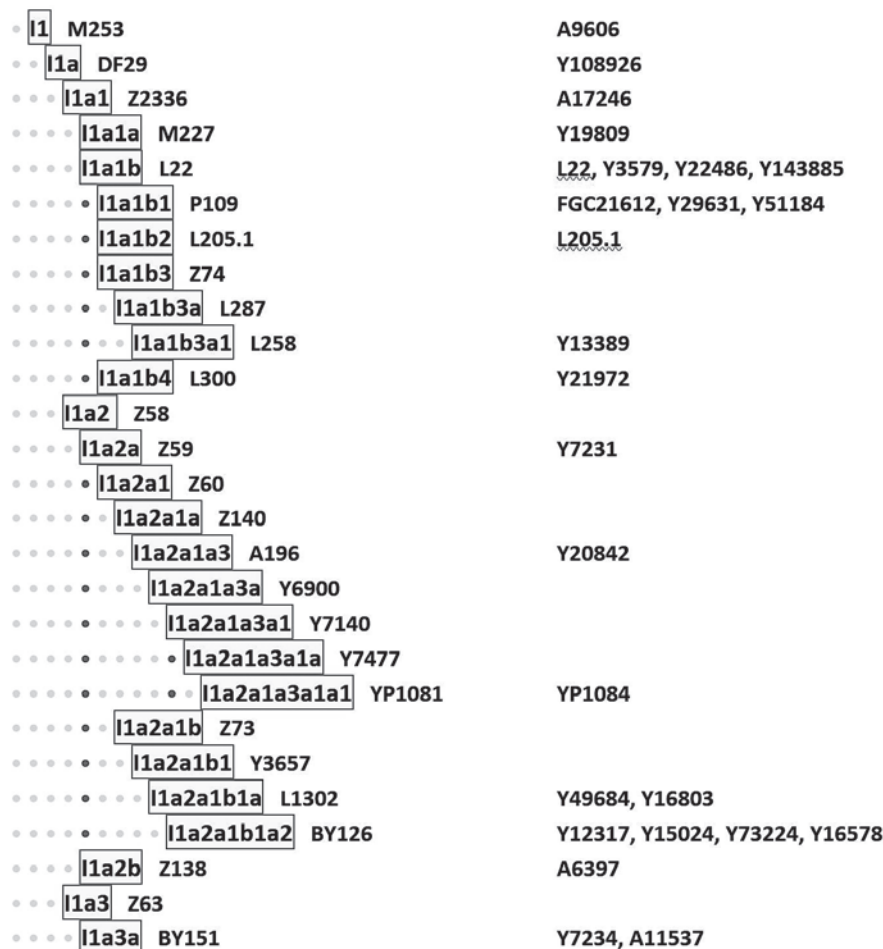 I1 M253 A9606
I1a DF29 Y108926
I1a1 Z2336 A17246
I1a1a M227 Y19809
I1a1b L22 L22, Y3579, Y22486, Y143885
I1a1b1 P109 FGC21612, Y29631, Y51184
I1a1b2 L205.1 L205.1
I1a1b3 Z74
I1a1b3a L287
I1a1b3a1 L258 Y13389
I1a1b4 L300 Y21972
I1a2 Z58
I1a2a Z59 Y7231
I1a2a1 Z60
I1a2a1a Z140
I1a2a1a3 A196 Y20842
I1a2a1a3a Y6900
I1a2a1a3a1 Y7140
I1a2a1a3a1a Y7477
I1a2a1a3a1a1 YP1081 YP1084
I1a2a1b Z73
I1a2a1b1 Y3657
I1a2a1b1a L1302 Y49684, Y16803
I1a2a1b1a2 BY126 Y12317, Y15024, Y73224, Y16578
I1a2b Z138 A6397
I1a3 Z63
I1a3a BY151 Y7234, A11537